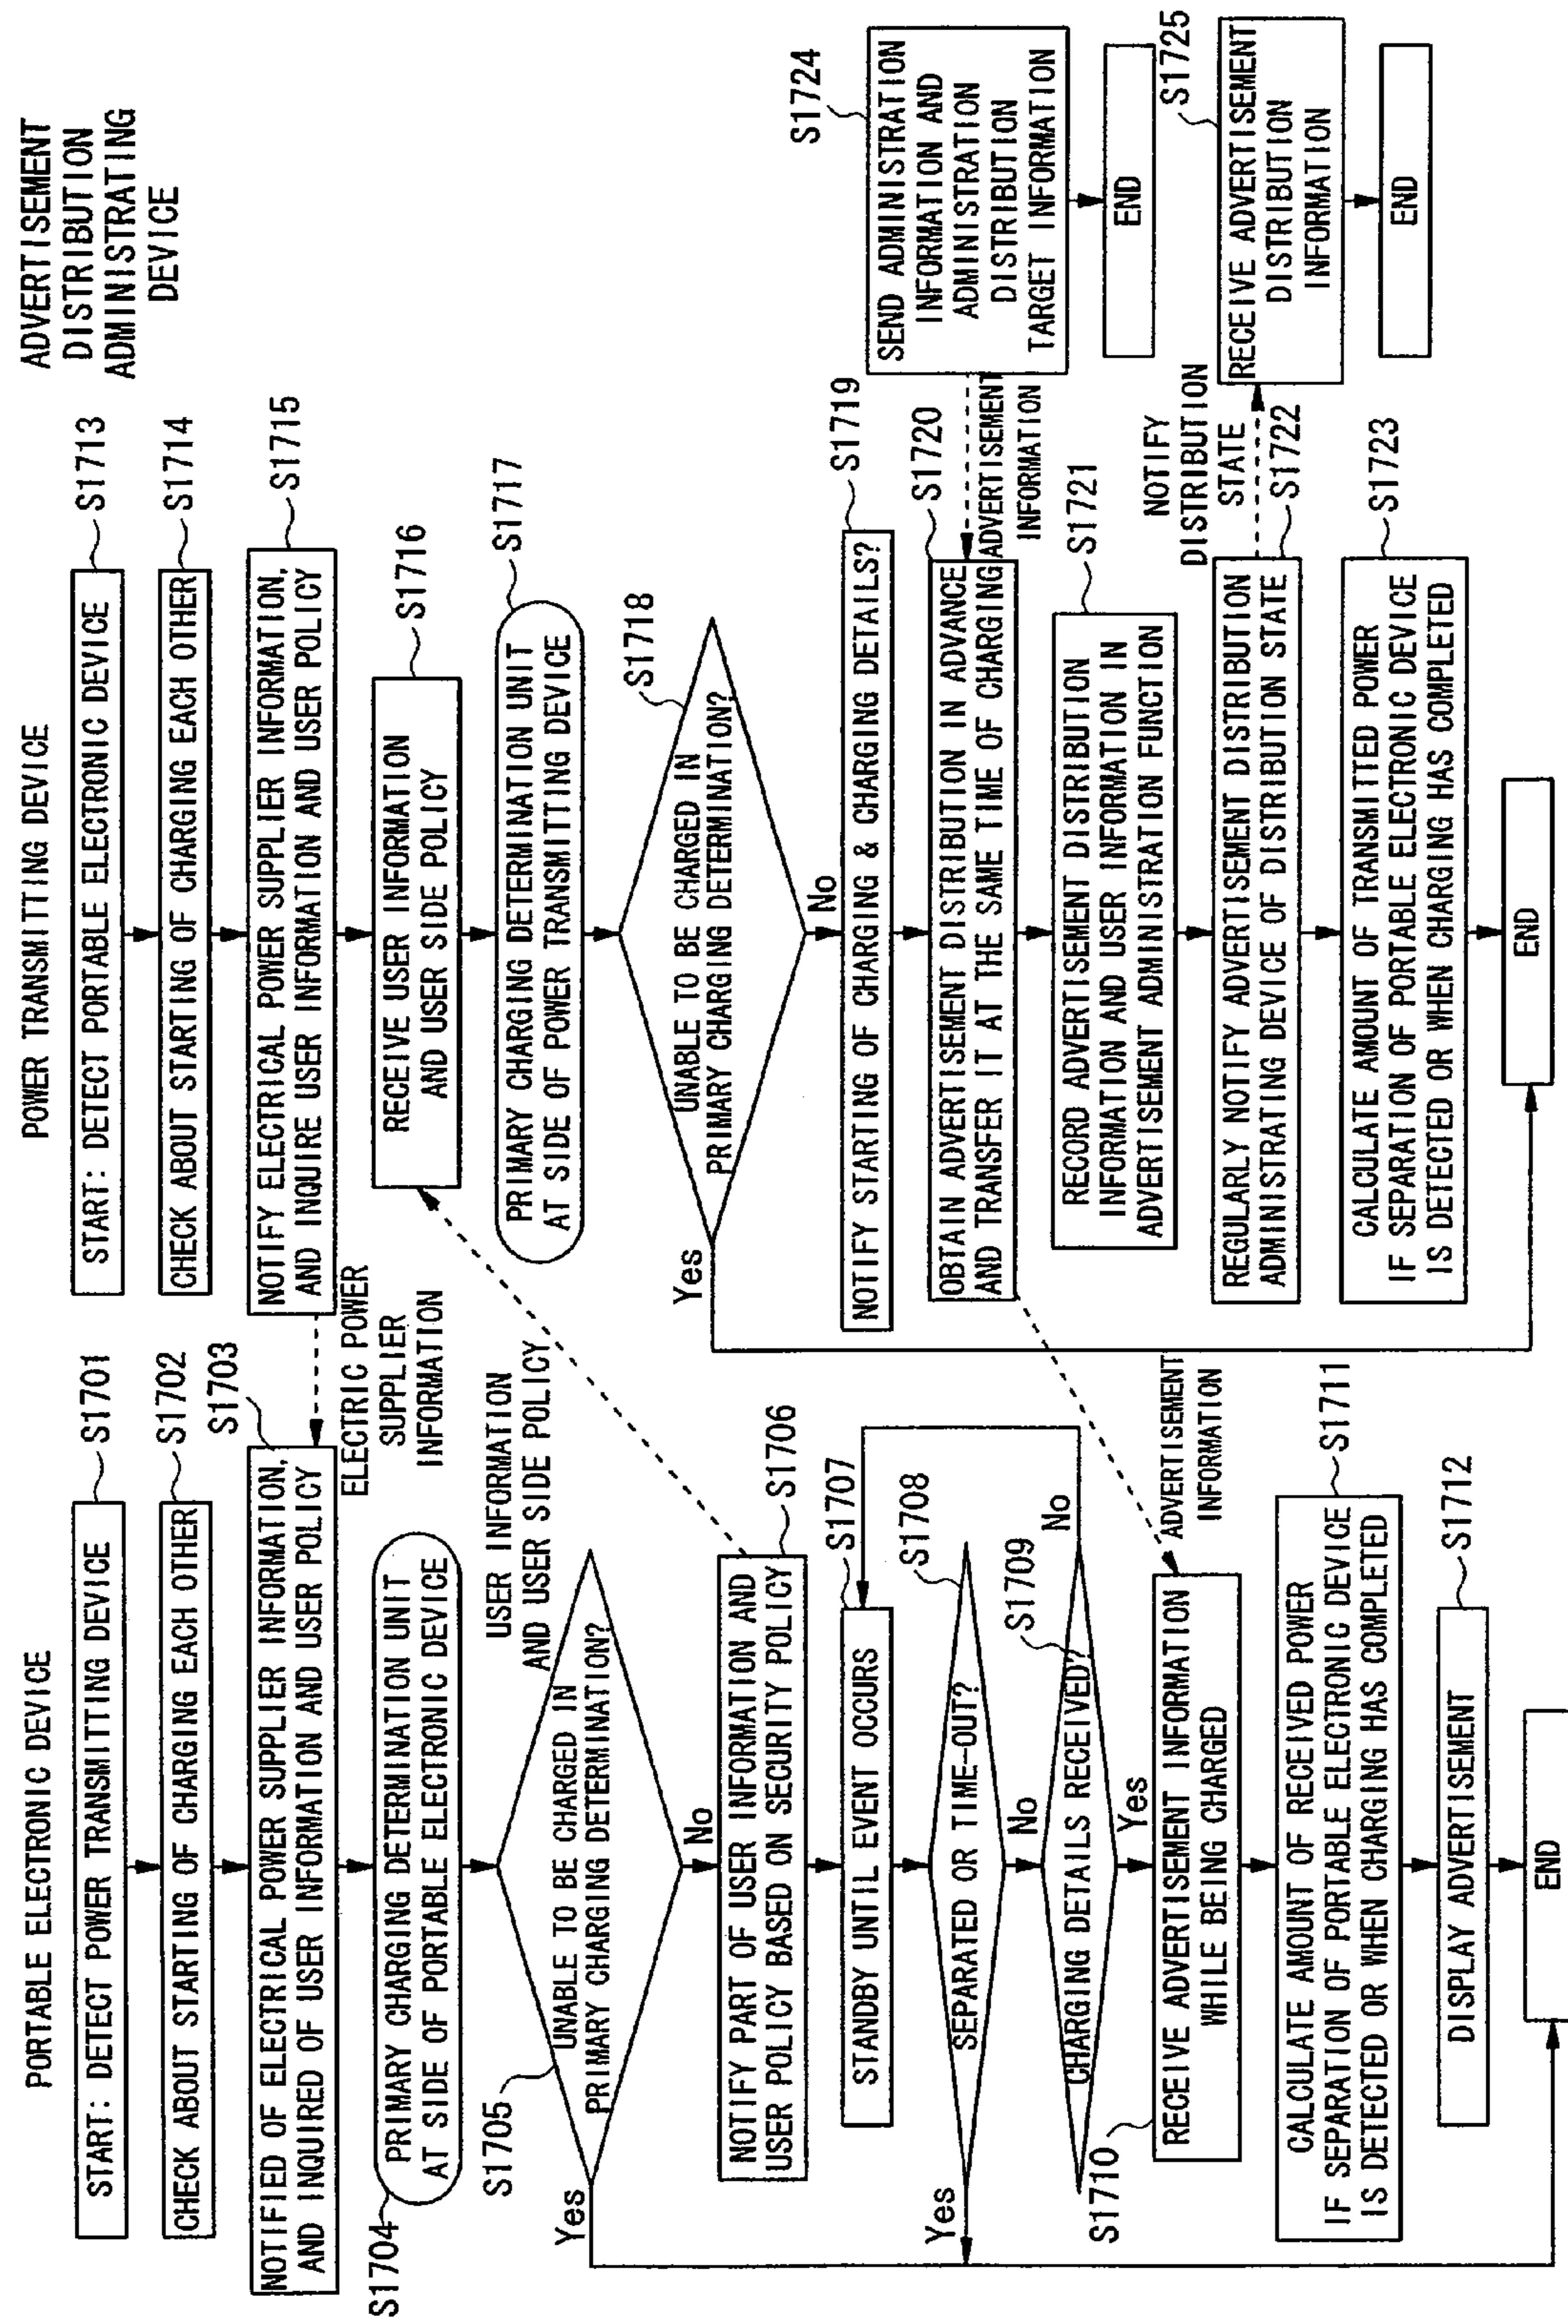 PORTABLE ELECTRONIC DEVICE
START: DETECT POWER TRANSMITTING DEVICE
S1701
CHECK ABOUT STARTING OF CHARGING EACH OTHER
S1702
S1703
NOTIFIED OF ELECTRICAL POWER SUPPLIER INFORMATION,
AND INQUIRED OF USER INFORMATION AND USER POLICY
ELECTRIC POWER
SUPPLIER
INFORMATION
S1704
PRIMARY CHARGING DETERMINATION UNIT
AT SIDE OF PORTABLE ELECTRONIC DEVICE
USER INFORMATION
AND USER SIDE POLICY
S1705
UNABLE TO BE CHARGED IN
PRIMARY CHARGING DETERMINATION?
Yes
No
NOTIFY PART OF USER INFORMATION AND
USER POLICY BASED ON SECURITY POLICY
S1706
STANDBY UNTIL EVENT OCCURS
S1707
SEPARATED OR TIME-OUT?
S1708
Yes
No
CHARGING DETAILS RECEIVED?
S1709
No
Yes
S1710
RECEIVE ADVERTISEMENT INFORMATION
WHILE BEING CHARGED
ADVERTISEMENT
INFORMATION
CALCULATE AMOUNT OF RECEIVED POWER
IF SEPARATION OF PORTABLE ELECTRONIC DEVICE
IS DETECTED OR WHEN CHARGING HAS COMPLETED
S1711
DISPLAY ADVERTISEMENT
S1712
END
POWER TRANSMITTING DEVICE
START: DETECT PORTABLE ELECTRONIC DEVICE
S1713
CHECK ABOUT STARTING OF CHARGING EACH OTHER
S1714
NOTIFY ELECTRICAL POWER SUPPLIER INFORMATION,
AND INQUIRE USER INFORMATION AND USER POLICY
S1715
RECEIVE USER INFORMATION
AND USER SIDE POLICY
S1716
PRIMARY CHARGING DETERMINATION UNIT
AT SIDE OF POWER TRANSMITTING DEVICE
S1717
UNABLE TO BE CHARGED IN
PRIMARY CHARGING DETERMINATION?
S1718
Yes
No
NOTIFY STARTING OF CHARGING & CHARGING DETAILS?
S1719
OBTAIN ADVERTISEMENT DISTRIBUTION IN ADVANCE
AND TRANSFER IT AT THE SAME TIME OF CHARGING
S1720
ADVERTISEMENT
INFORMATION
RECORD ADVERTISEMENT DISTRIBUTION
INFORMATION AND USER INFORMATION IN
ADVERTISEMENT ADMINISTRATION FUNCTION
S1721
NOTIFY
DISTRIBUTION
STATE
REGULARLY NOTIFY ADVERTISEMENT DISTRIBUTION
ADMINISTRATING DEVICE OF DISTRIBUTION STATE
S1722
CALCULATE AMOUNT OF TRANSMITTED POWER
IF SEPARATION OF PORTABLE ELECTRONIC DEVICE
IS DETECTED OR WHEN CHARGING HAS COMPLETED
S1723
END
ADVERTISEMENT
DISTRIBUTION
ADMINISTRATING
DEVICE
S1724
SEND ADMINISTRATION
INFORMATION AND
ADMINISTRATION
DISTRIBUTION
TARGET INFORMATION
END
S1725
RECEIVE ADVERTISEMENT
DISTRIBUTION
INFORMATION
END